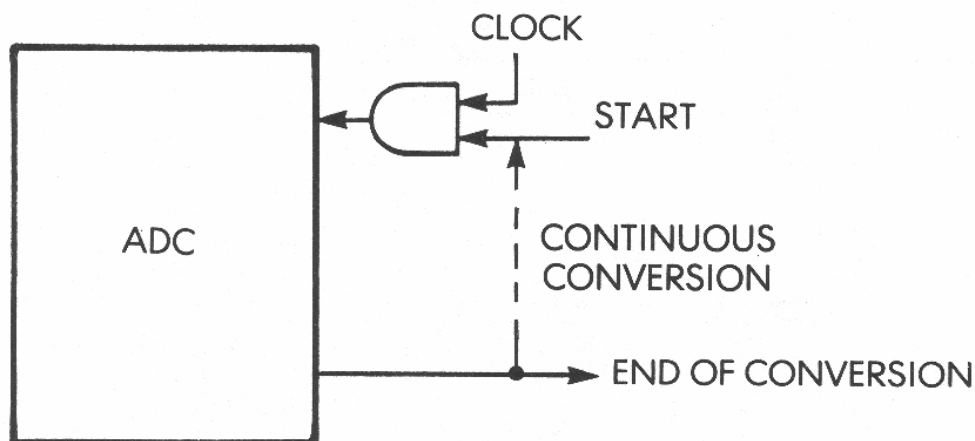 CLOCK
START
ADC
CONTINUOUS
CONVERSION
END OF CONVERSION